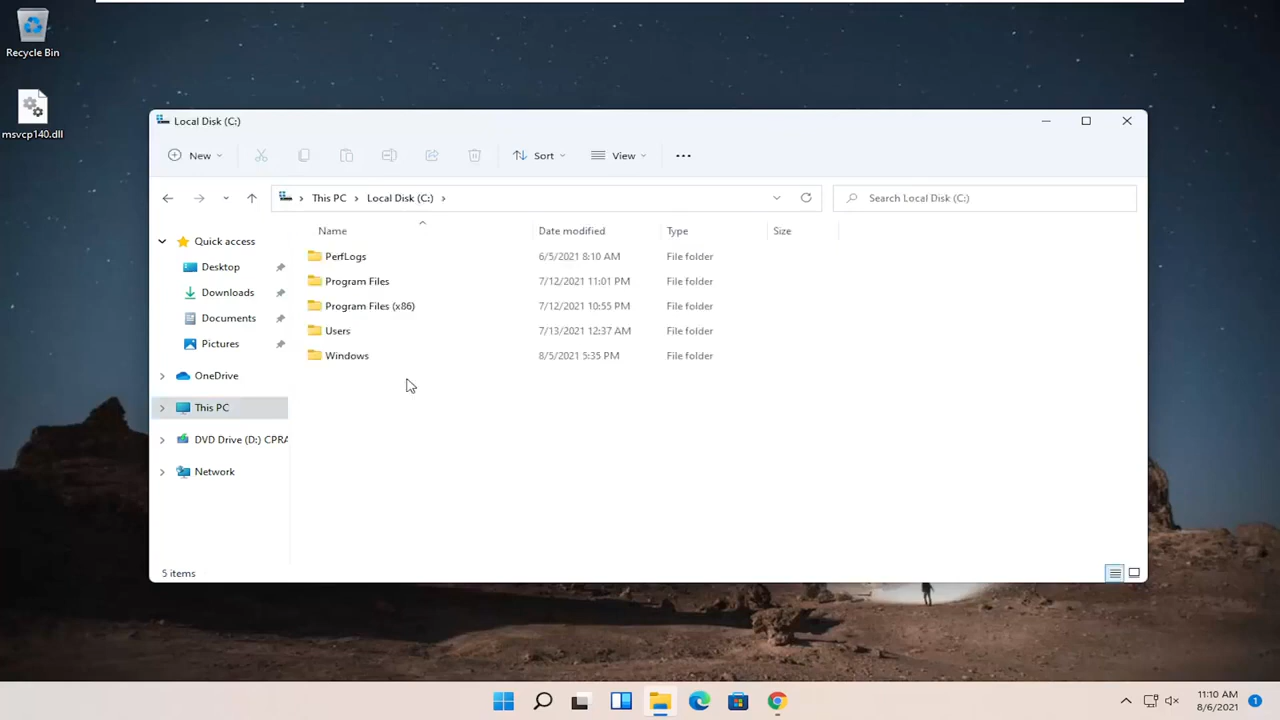 Recycle Bin
msvcp140.dll
Local Disk (C:)
New
Sort
View
This PC
Local Disk (C:)
Search Local Disk (C:)
Name Date modified Type Size
Quick access
Desktop
Downloads
Documents
Pictures
OneDrive
This PC
DVD Drive (D:) CPRA
Network
PerfLogs 6/5/2021 8:10 AM File folder
Program Files 7/12/2021 11:01 PM File folder
Program Files (x86) 7/12/2021 10:55 PM File folder
Users 7/13/2021 12:37 AM File folder
Windows 8/5/2021 5:35 PM File folder
5 items
11:10 AM
8/6/2021
1